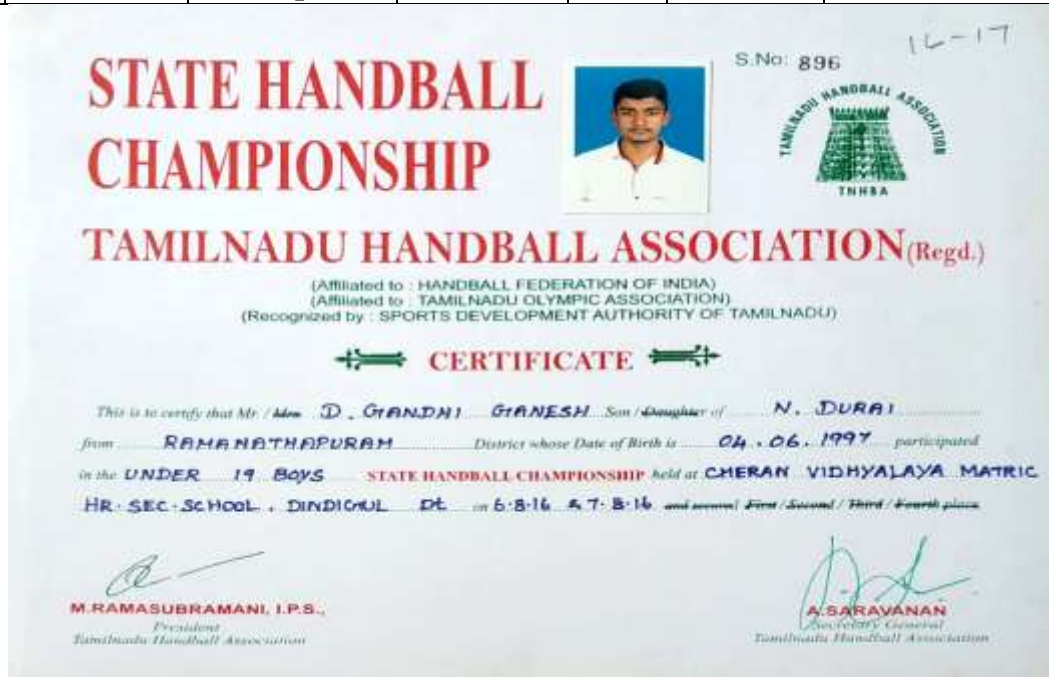 16-17
S.No: 896
STATE HANDBALL
CHAMPIONSHIP
TAMILNADU HANDBALL ASSOCIATION
TNHBA
TAMILNADU HANDBALL ASSOCIATION (Regd.)
(Affiliated to : HANDBALL FEDERATION OF INDIA)
(Affiliated to : TAMILNADU OLYMPIC ASSOCIATION)
(Recognized by : SPORTS DEVELOPMENT AUTHORITY OF TAMILNADU)
CERTIFICATE
This is to certify that Mr. / D. GANDHI GANESH Son / Daughter of N. DURAI
from RAMANATHAPURAM District whose Date of Birth is 04.06.1997 participated
in the UNDER 19 BOYS STATE HANDBALL CHAMPIONSHIP held at CHERAN VIDHYALAYA MATRIC
HR. SEC. SCHOOL. DINDIGUL Dt on 6.8.16 & 7.8.16 and secured First / Second / Third / Fourth place
M.RAMASUBRAMANI, I.P.S.,
President
Tamilnadu Handball Association
A.SARAVANAN
Secretary General
Tamilnadu Handball Association